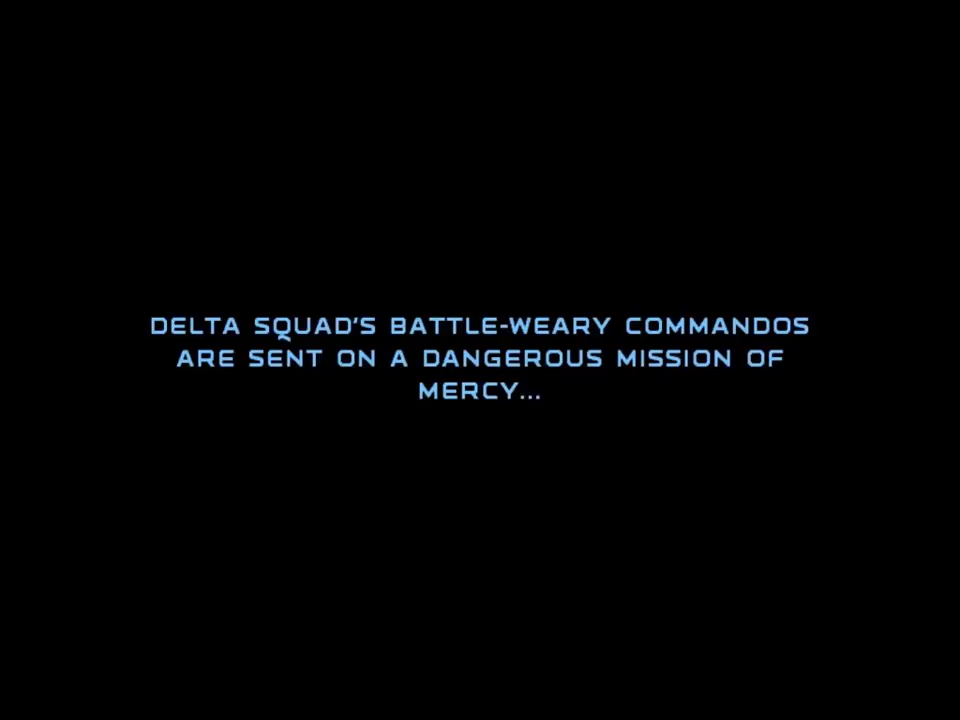 DELTA SQUAD'S BATTLE-WEARY COMMANDOS
ARE SENT ON A DANGEROUS MISSION OF
MERCY...